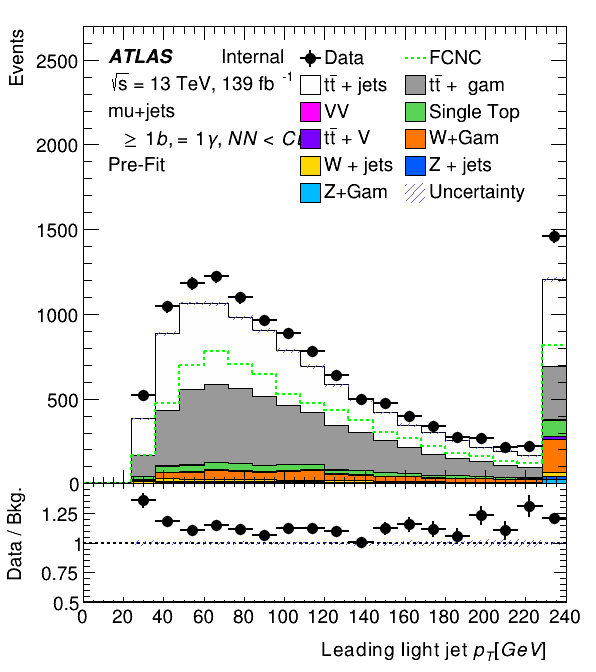 Events
2500
2000
1500
1000
500
0
ATLAS Internal
√s = 13 TeV, 139 fb -1
mu+jets
≥ 1b, = 1γ, NN < C
Pre-Fit
Data FCNC
tt̄ + jets tt̄ + gam
VV Single Top
tt̄ + V W+Gam
W + jets Z + jets
Z+Gam Uncertainty
Data / Bkg.
1.25
1
0.75
0.5
0 20 40 60 80 100 120 140 160 180 200 220 240
Leading light jet pT[GeV]